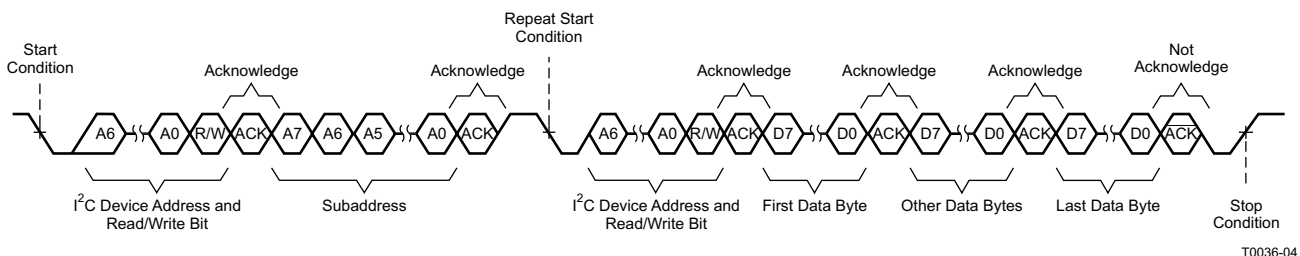 Repeat Start
Condition
Start
Condition
Not
Acknowledge
Acknowledge
Acknowledge
Acknowledge
Acknowledge
Acknowledge
A6 A0 R/W ACK A7 A6 A5 A0 ACK A6 A0 R/W ACK D7 D0 ACK D7 D0 ACK D7 D0 ACK
I²C Device Address and
Read/Write Bit
Subaddress
I²C Device Address and
Read/Write Bit
First Data Byte
Other Data Bytes
Last Data Byte
Stop
Condition
T0036-04